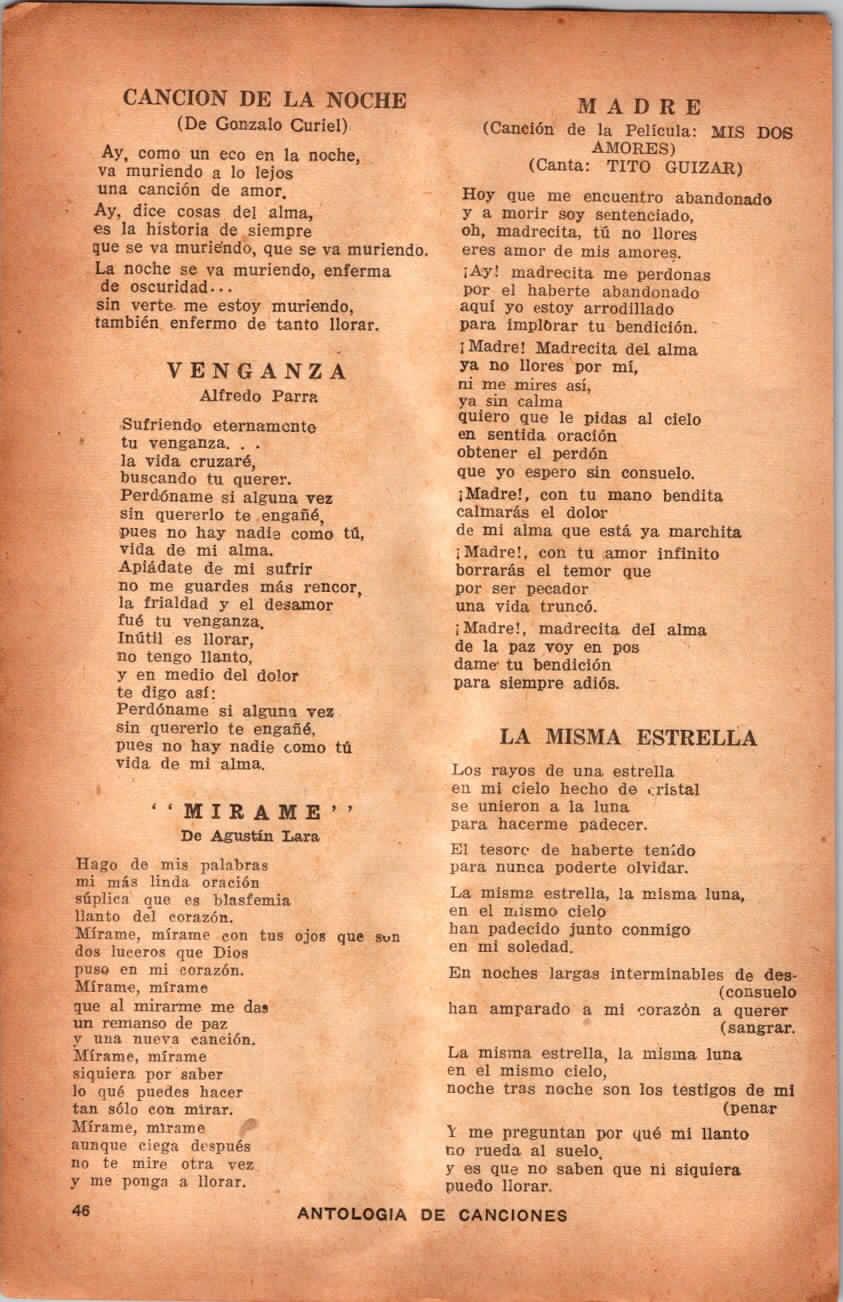 CANCION DE LA NOCHE
(De Gonzalo Curiel)
Ay, como un eco en la noche,
va muriendo a lo lejos
una canción de amor.
Ay, dice cosas del alma,
es la historia de siempre
que se va muriendo, que se va muriendo.
La noche se va muriendo, enferma
de oscuridad...
sin verte me estoy muriendo,
también enfermo de tanto llorar.
VENGANZA
Alfredo Parra
Sufriendo eternamente
tu venganza. . .
la vida cruzaré,
buscando tu querer.
Perdóname si alguna vez
sin quererlo te engañé,
pues no hay nadie como tú,
vida de mi alma.
Apiádate de mi sufrir
no me guardes más rencor,
la frialdad y el desamor
fué tu venganza.
Inútil es llorar,
no tengo llanto,
y en medio del dolor
te digo así:
Perdóname si alguna vez
sin quererlo te engañé,
pues no hay nadie como tú
vida de mi alma.
''MIRAME''
De Agustín Lara
Hago de mis palabras
mi más linda oración
súplica que es blasfemia
llanto del corazón.
Mírame, mírame con tus ojos que son
dos luceros que Dios
puso en mi corazón.
Mírame, mírame
que al mirarme me das
un remanso de paz
y una nueva canción.
Mírame, mírame
siquiera por saber
lo qué puedes hacer
tan sólo con mirar.
Mírame, mírame
aunque ciega después
no te mire otra vez
y me ponga a llorar.
MADRE
(Canción de la Película: MIS DOS
AMORES)
(Canta: TITO GUIZAR)
Hoy que me encuentro abandonado
y a morir soy sentenciado,
oh, madrecita, tú no llores
eres amor de mis amores.
¡Ay! madrecita me perdonas
por el haberte abandonado
aquí yo estoy arrodillado
para implorar tu bendición.
¡Madre! Madrecita del alma
ya no llores por mí,
ni me mires así,
ya sin calma
quiero que le pidas al cielo
en sentida oración
obtener el perdón
que yo espero sin consuelo.
¡Madre!, con tu mano bendita
calmarás el dolor
de mi alma que está ya marchita
¡Madre!, con tu amor infinito
borrarás el temor que
por ser pecador
una vida truncó.
¡Madre!, madrecita del alma
de la paz voy en pos
dame tu bendición
para siempre adiós.
LA MISMA ESTRELLA
Los rayos de una estrella
en mi cielo hecho de cristal
se unieron a la luna
para hacerme padecer.
El tesoro de haberte tenido
para nunca poderte olvidar.
La misma estrella, la misma luna,
en el mismo cielo
han padecido junto conmigo
en mi soledad.
En noches largas interminables de des-
(consuelo
han amparado a mi corazón a querer
(sangrar.
La misma estrella, la misma luna
en el mismo cielo,
noche tras noche son los testigos de mi
(penar
Y me preguntan por qué mi llanto
no rueda al suelo,
y es que no saben que ni siquiera
puedo llorar.
46
ANTOLOGIA DE CANCIONES